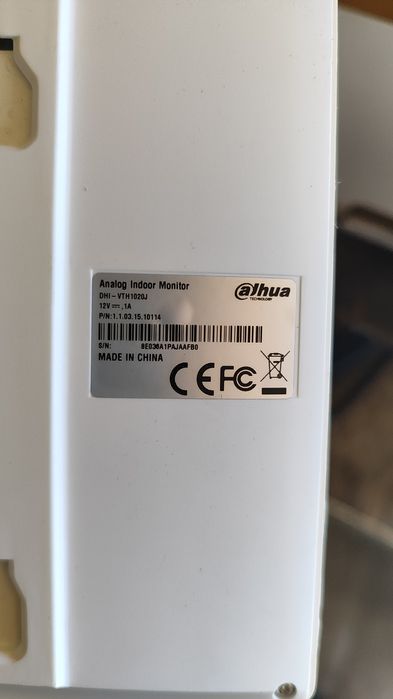 Analog Indoor Monitor
alhua
TECHNOLOGY
DHI-VTH1020J
12V⎓,1A
P/N:1.1.03.15.10114
S/N: 8E036A1PAJAAFB0
MADE IN CHINA
CE FC